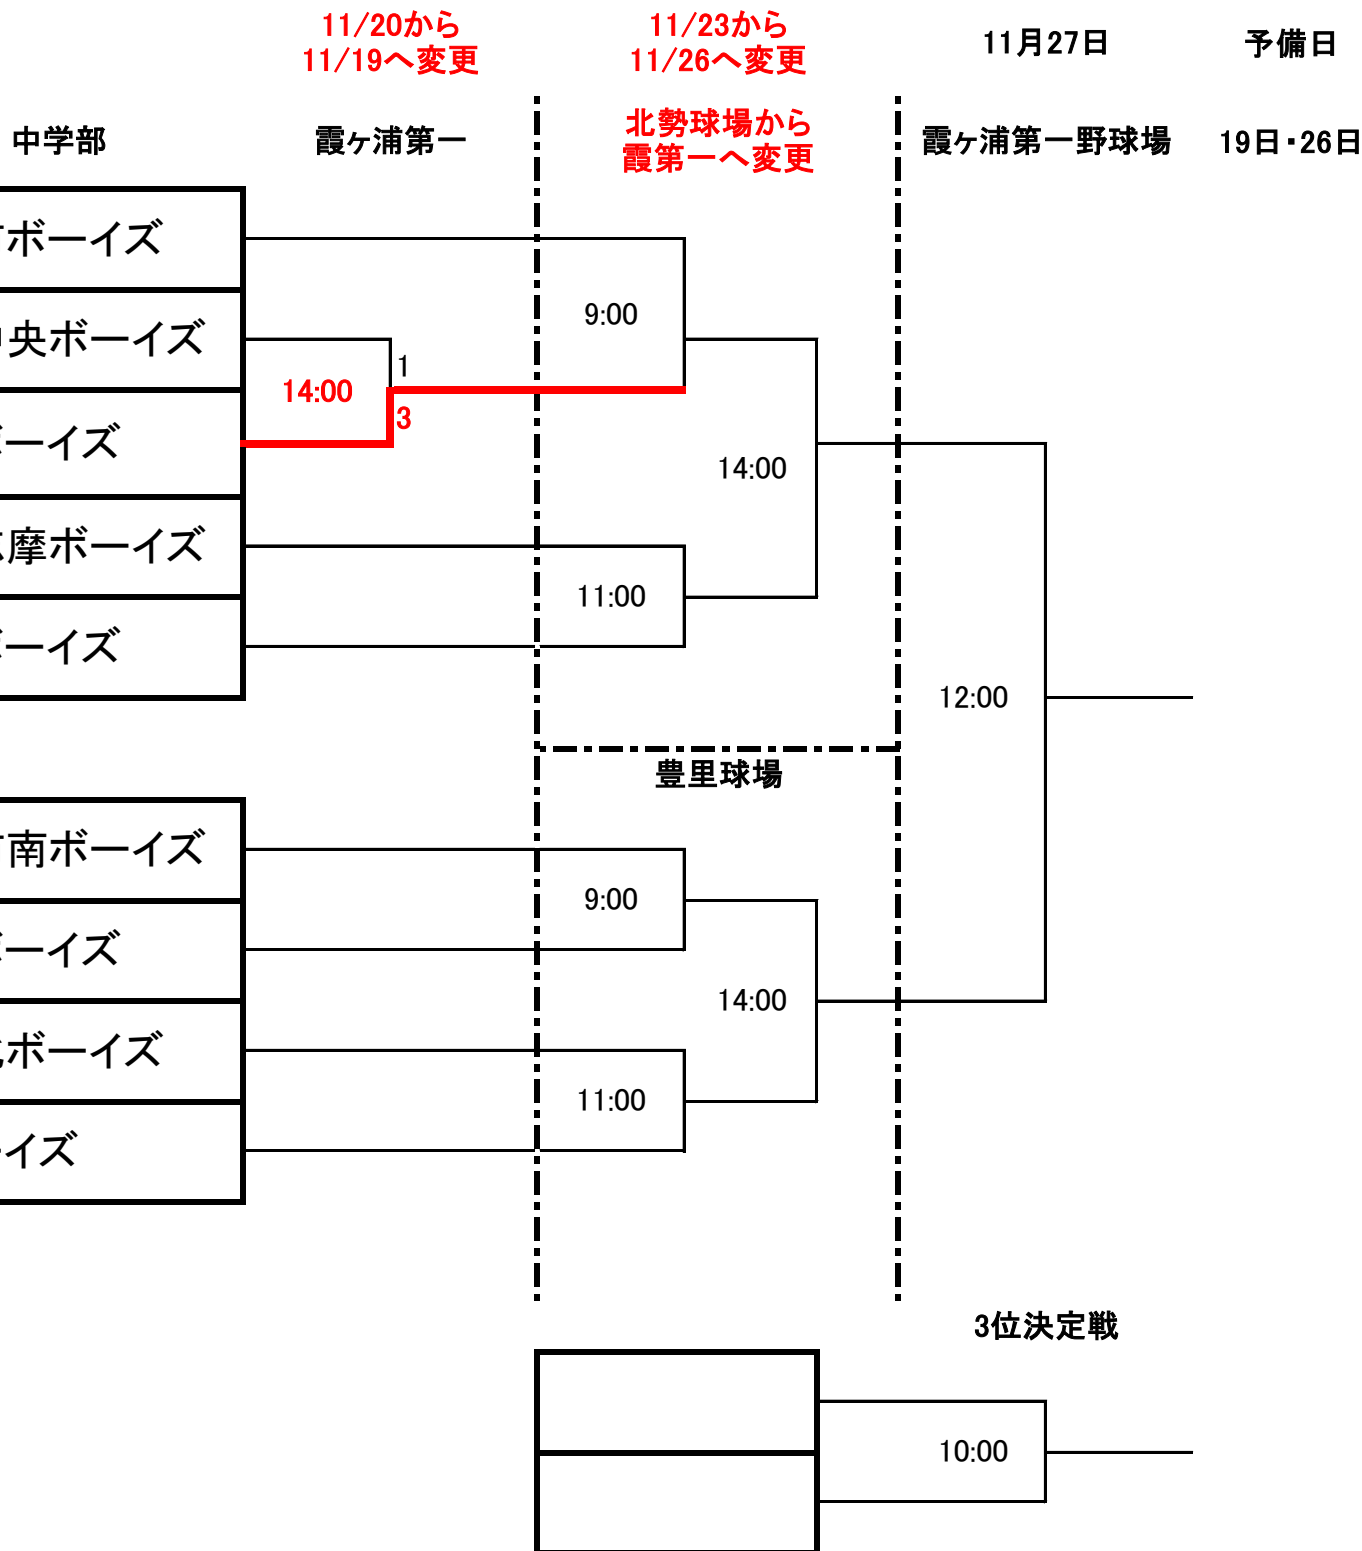 11/20から
11/19へ変更
11/23から
11/26へ変更
11月27日
予備日
中学部
霞ヶ浦第一
北勢球場から
霞第一へ変更
霞ヶ浦第一野球場
19日・26日
ボーイズ
9:00
央ボーイズ
1
14:00
3
ボーイズ
14:00
摩ボーイズ
11:00
ボーイズ
12:00
豊里球場
南ボーイズ
9:00
ボーイズ
14:00
ボーイズ
11:00
イズ
3位決定戦
10:00